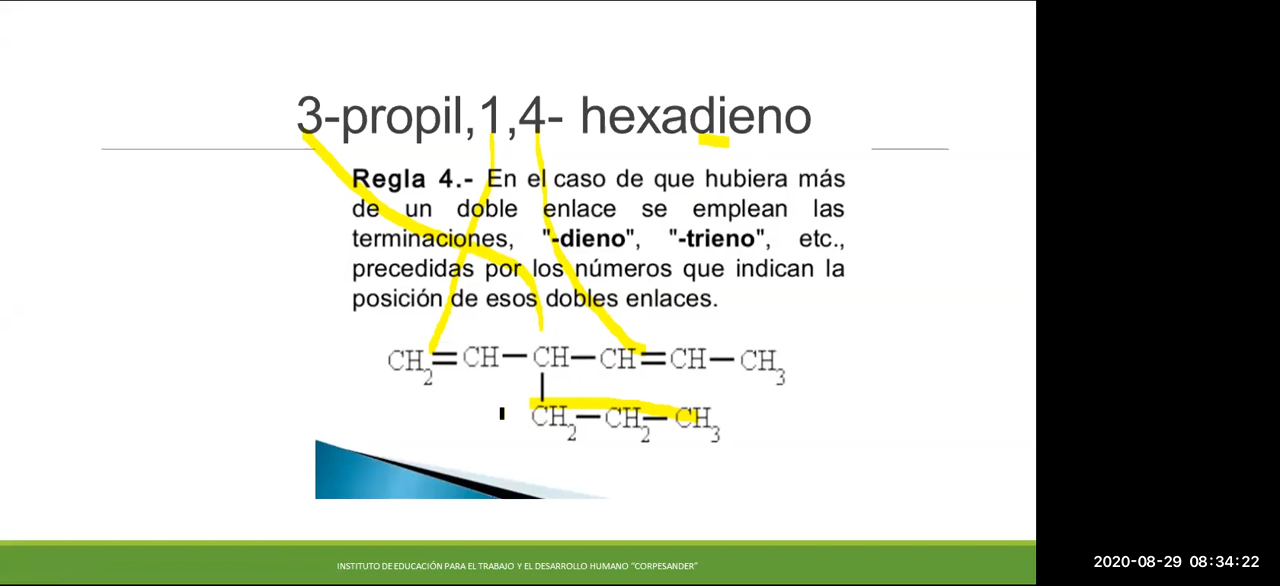 3-propil,1,4- hexadieno
Regla 4.- En el caso de que hubiera más
de un doble enlace se emplean las
terminaciones, "-dieno", "-trieno", etc.,
precedidas por los números que indican la
posición de esos dobles enlaces.
CH₂=CH—CH—CH=CH—CH₃
CH₂—CH₂—CH₃
INSTITUTO DE EDUCACIÓN PARA EL TRABAJO Y EL DESARROLLO HUMANO "CORPESANDER"
2020-08-29 08:34:22